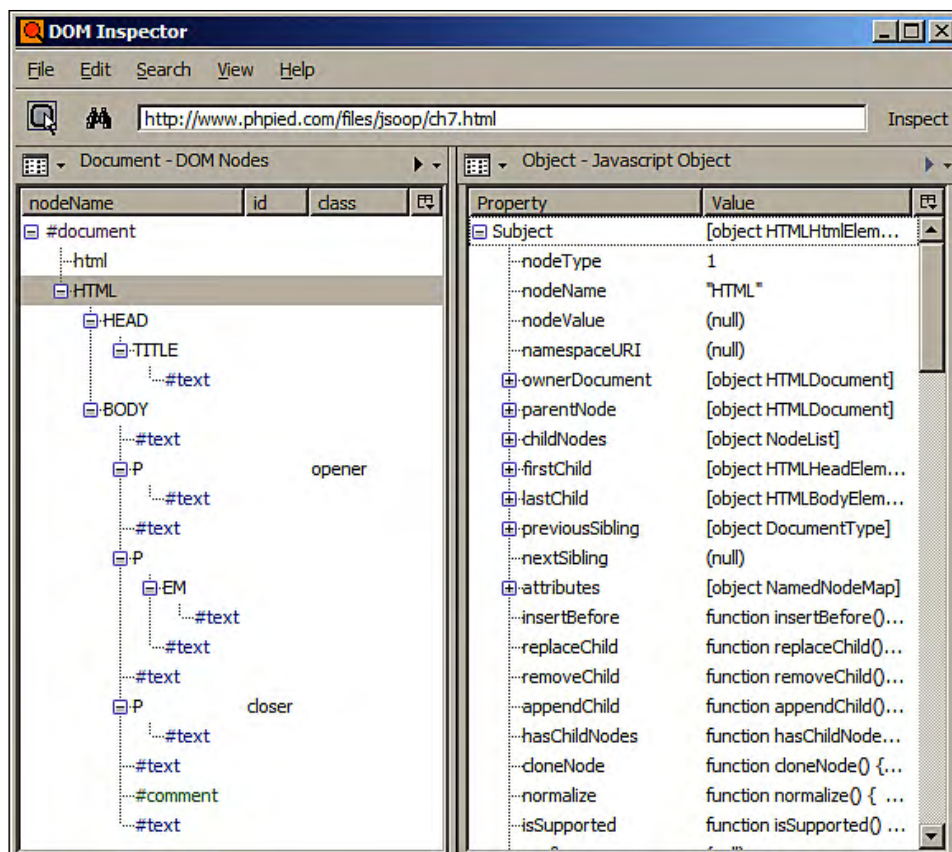 DOM Inspector
File Edit Search View Help
http://www.phpied.com/files/jsoop/ch7.html Inspect
Document - DOM Nodes
nodeName id class
#document
html
HTML
HEAD
TITLE
#text
BODY
#text
P opener
#text
#text
P
EM
#text
#text
#text
P closer
#text
#text
#comment
#text
Object - Javascript Object
Property Value
Subject [object HTMLHtmlElem...
nodeType 1
nodeName "HTML"
nodeValue (null)
namespaceURI (null)
ownerDocument [object HTMLDocument]
parentNode [object HTMLDocument]
childNodes [object NodeList]
firstChild [object HTMLHeadElem...
lastChild [object HTMLBodyElem...
previousSibling [object DocumentType]
nextSibling (null)
attributes [object NamedNodeMap]
insertBefore function insertBefore()...
replaceChild function replaceChild()...
removeChild function removeChild()...
appendChild function appendChild()...
hasChildNodes function hasChildNode...
cloneNode function cloneNode() {...
normalize function normalize() { ...
isSupported function isSupported() ...